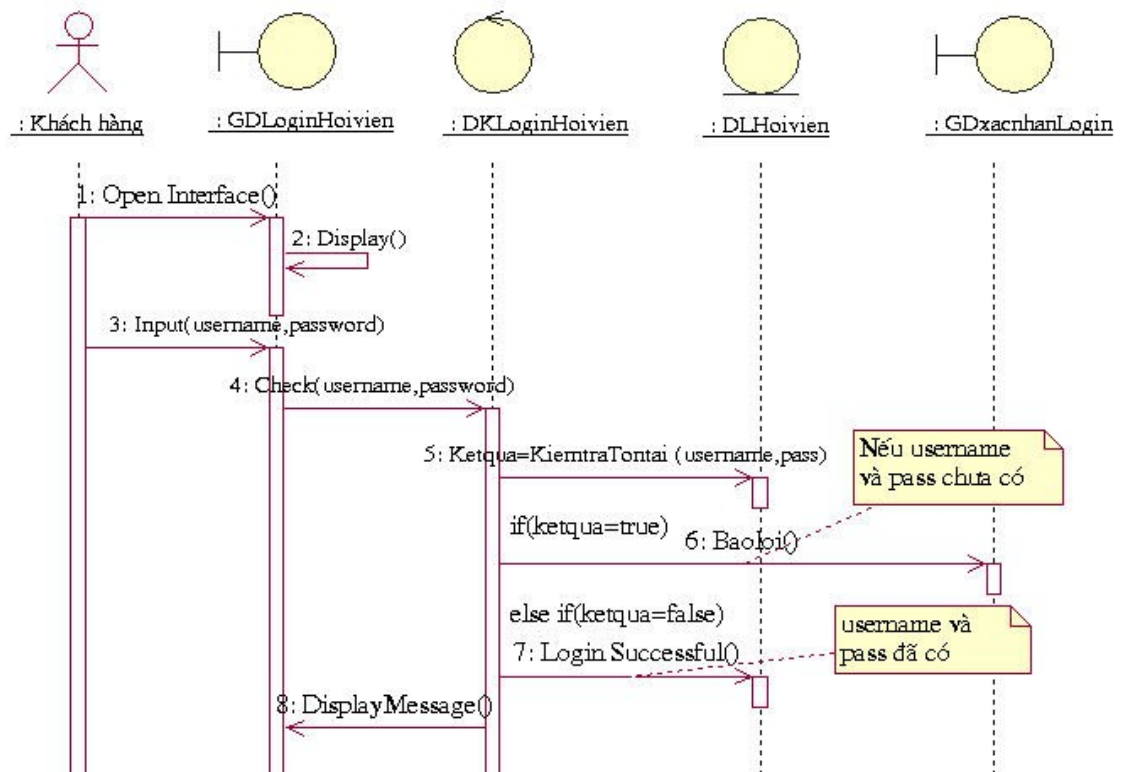 : Khách hàng
: GDLoginHoivien
: DKLoginHoivien
: DLHoivien
: GDxacnhanLogin
1: Open Interface()
2: Display()
3: Input(username,password)
4: Check(username,password)
5: Ketqua=KiemtraTontai (username,pass)
Nếu username
và pass chưa có
if(ketqua=true)
6: Baoloi()
else if(ketqua=false)
username và
pass đã có
7: Login Successful()
8: DisplayMessage()